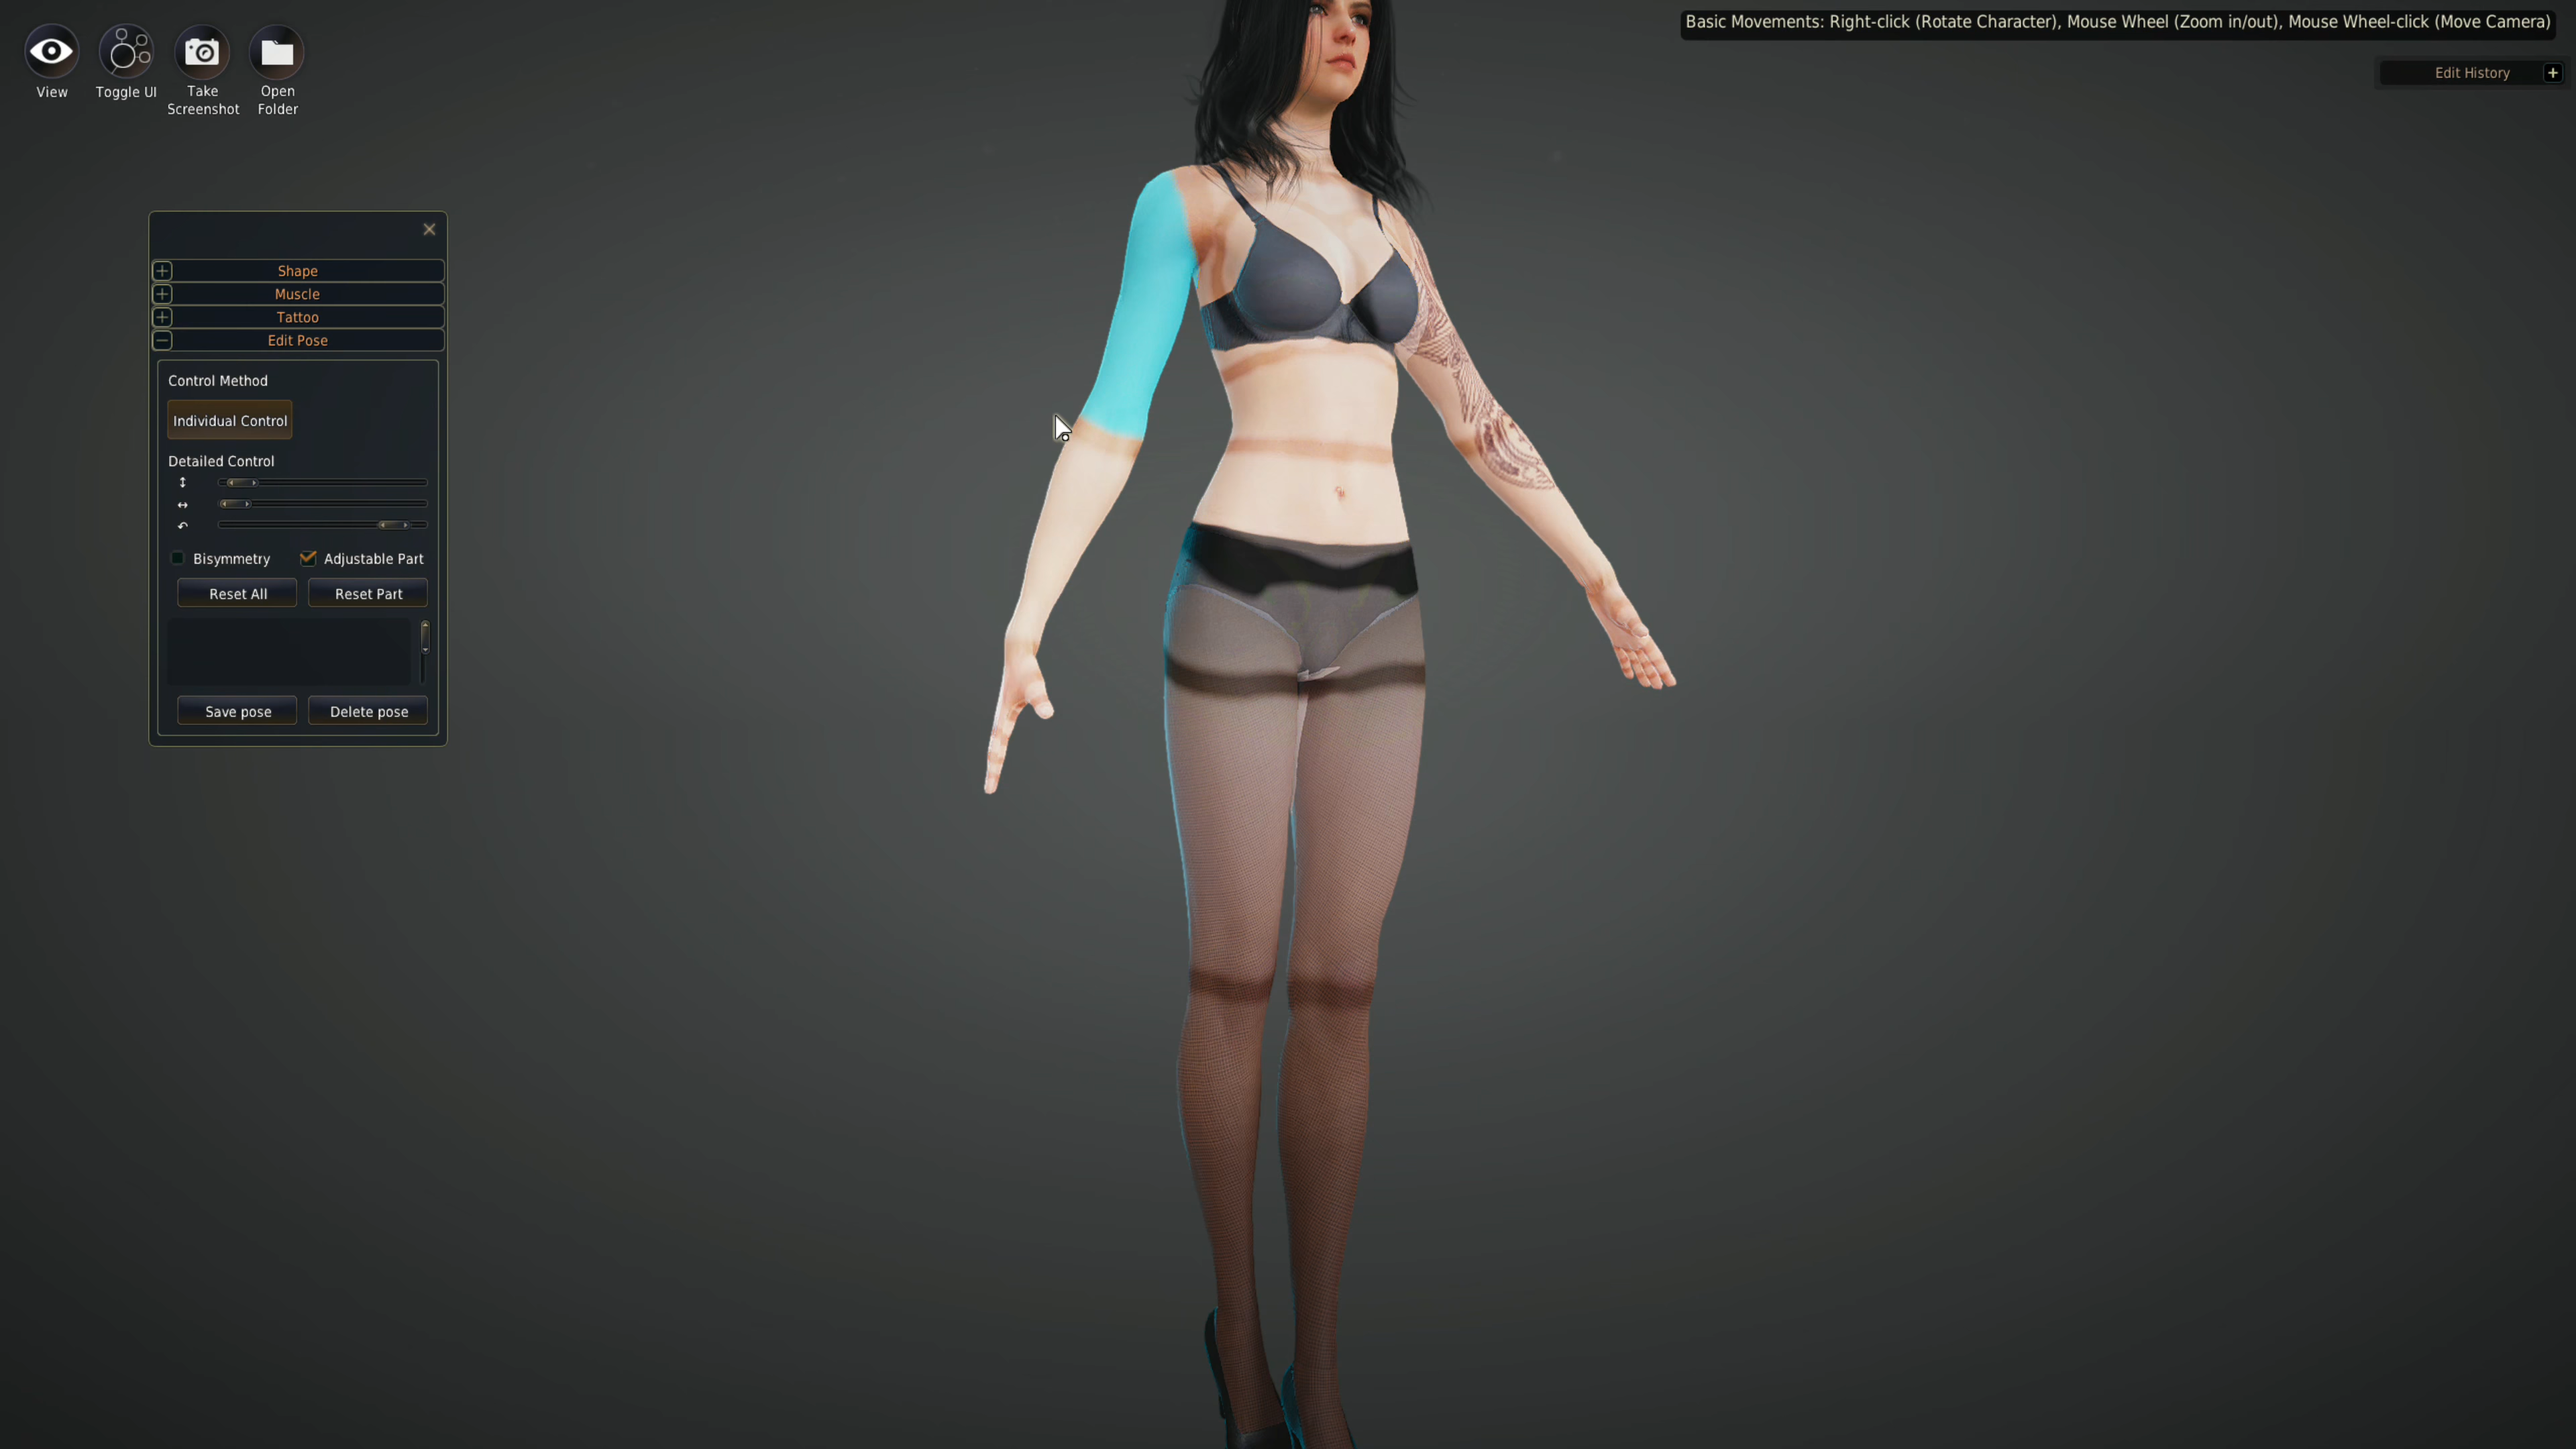 Basic Movements: Right-click (Rotate Character), Mouse Wheel (Zoom in/out), Mouse Wheel-click (Move Camera)
View
Toggle UI
Take Screenshot
Open Folder
Edit History
Shape
Muscle
Tattoo
Edit Pose
Control Method
Individual Control
Detailed Control
Bisymmetry
Adjustable Part
Reset All
Reset Part
Save pose
Delete pose